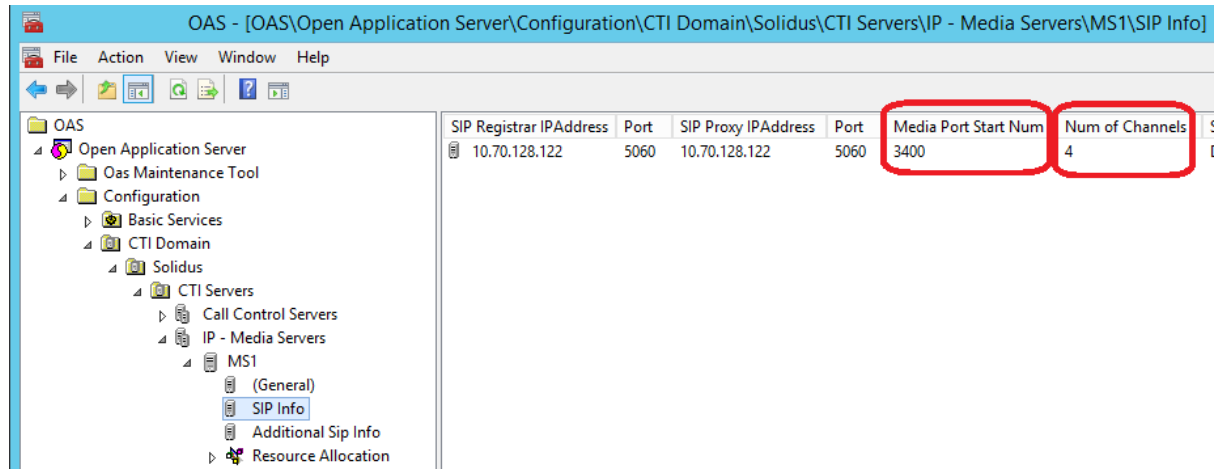 OAS - [OAS\Open Application Server\Configuration\CTI Domain\Solidus\CTI Servers\IP - Media Servers\MS1\SIP Info]
File Action View Window Help
OAS
Open Application Server
Oas Maintenance Tool
Configuration
Basic Services
CTI Domain
Solidus
CTI Servers
Call Control Servers
IP - Media Servers
MS1
(General)
SIP Info
Additional Sip Info
Resource Allocation
SIP Registrar IPAddress Port SIP Proxy IPAddress Port Media Port Start Num Num of Channels
10.70.128.122 5060 10.70.128.122 5060 3400 4